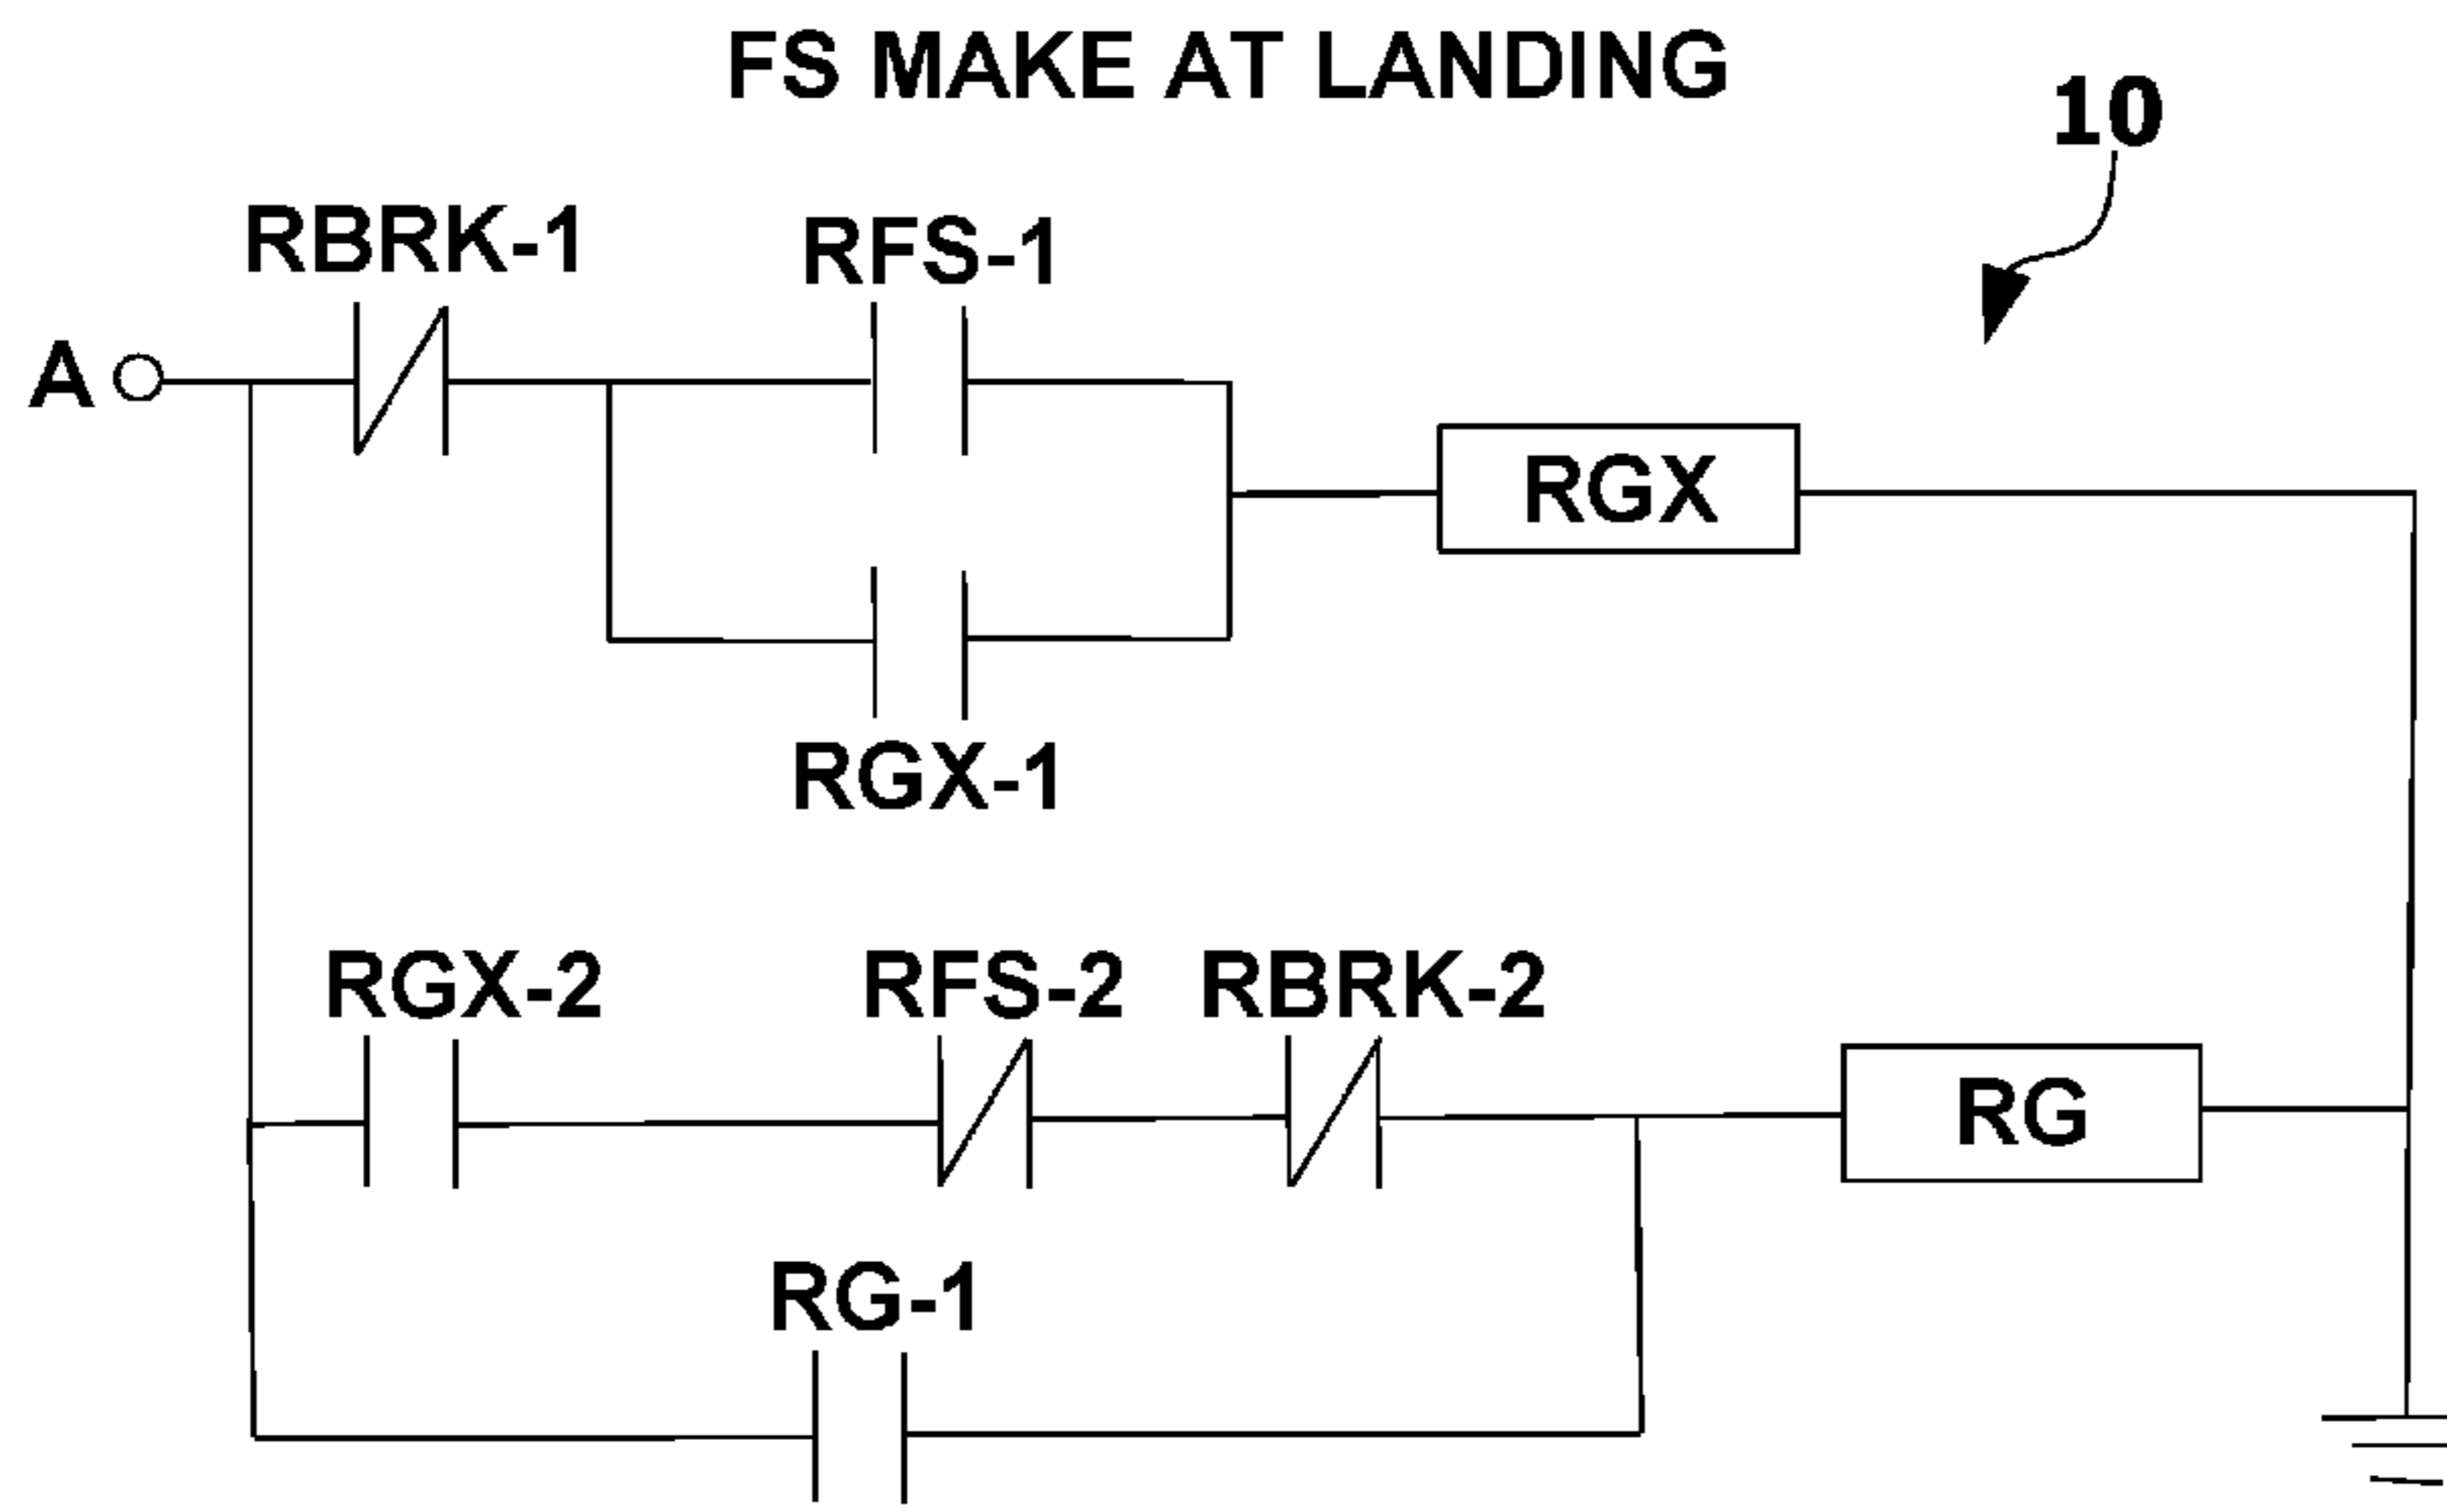 FS MAKE AT LANDING
10
RBRK-1
RFS-1
A
RGX
RGX-1
RGX-2
RFS-2
RBRK-2
RG
RG-1